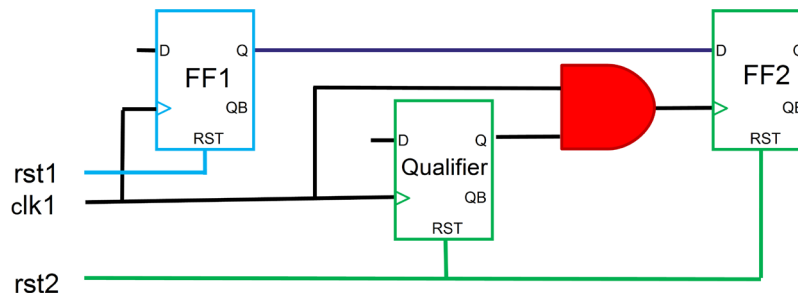 D Q
FF1
QB
RST
rst1
clk1
D Q
Qualifier
QB
RST
rst2
D Q
FF2
QB
RST